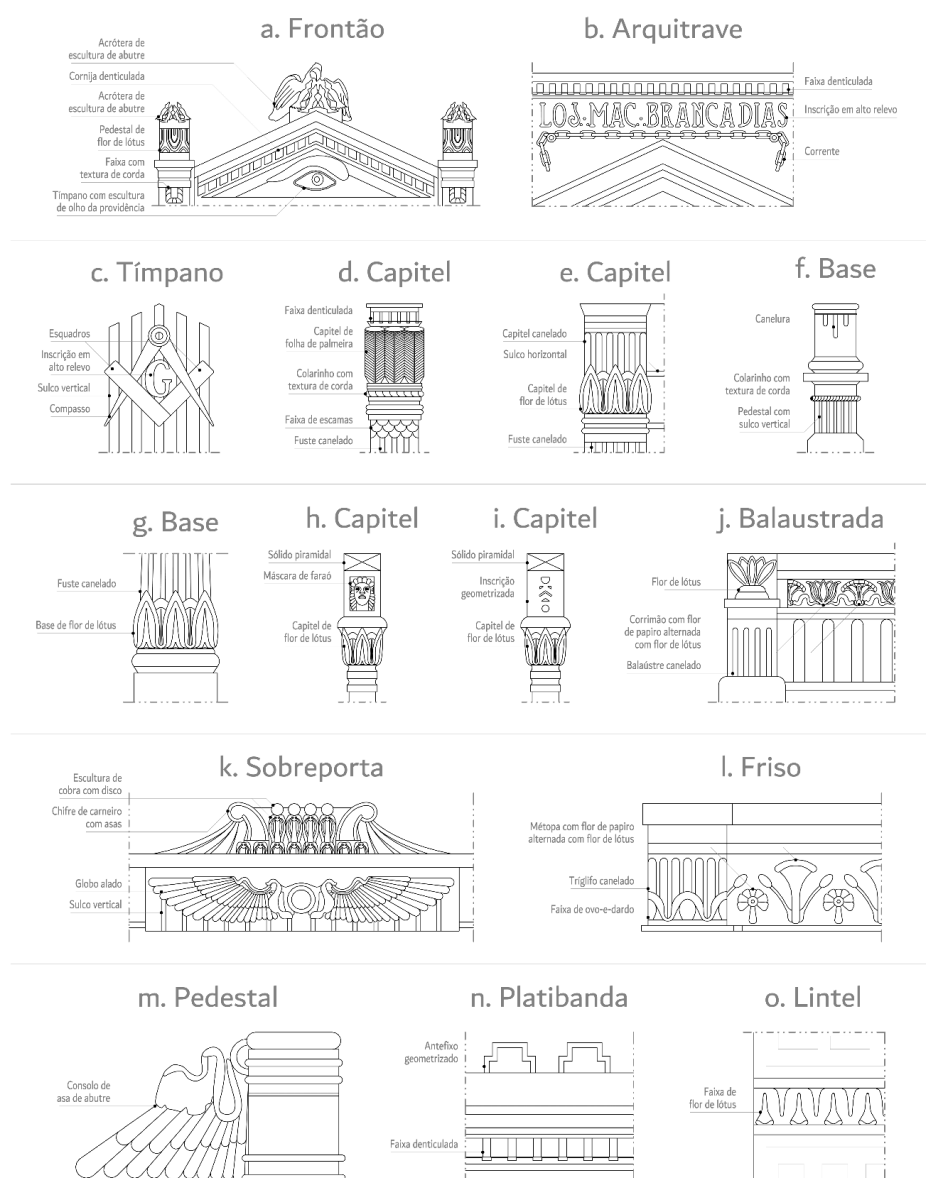 a. Frontão
Acrótera de
escultura de abutre
Cornija denticulada
Acrótera de
escultura de abutre
Pedestal de
flor de lótus
Faixa com
textura de corda
Tímpano com escultura
de olho da providência
b. Arquitrave
LOJ. MAC. BRANCA DIAS
Faixa denticulada
Inscrição em alto relevo
Corrente
c. Tímpano
Esquadros
Inscrição em
alto relevo
Sulco vertical
Compasso
G
d. Capitel
Faixa denticulada
Capitel de
folha de palmeira
Colarinho com
textura de corda
Faixa de escamas
Fuste canelado
e. Capitel
Capitel canelado
Sulco horizontal
Capitel de
flor de lótus
Fuste canelado
f. Base
Canelura
Colarinho com
textura de corda
Pedestal com
sulco vertical
g. Base
Fuste canelado
Base de flor de lótus
h. Capitel
Sólido piramidal
Máscara de faraó
Capitel de
flor de lótus
i. Capitel
Sólido piramidal
Inscrição
geometrizada
Capitel de
flor de lótus
j. Balaustrada
Flor de lótus
Corrimão com flor
de papiro alternada
com flor de lótus
Balaústre canelado
k. Sobreporta
Escultura de
cobra com disco
Chifre de carneiro
com asas
Globo alado
Sulco vertical
l. Friso
Métopa com flor de papiro
alternada com flor de lótus
Tríglifo canelado
Faixa de ovo-e-dardo
m. Pedestal
Consolo de
asa de abutre
n. Platibanda
Antefixo
geometrizado
Faixa denticulada
o. Lintel
Faixa de
flor de lótus